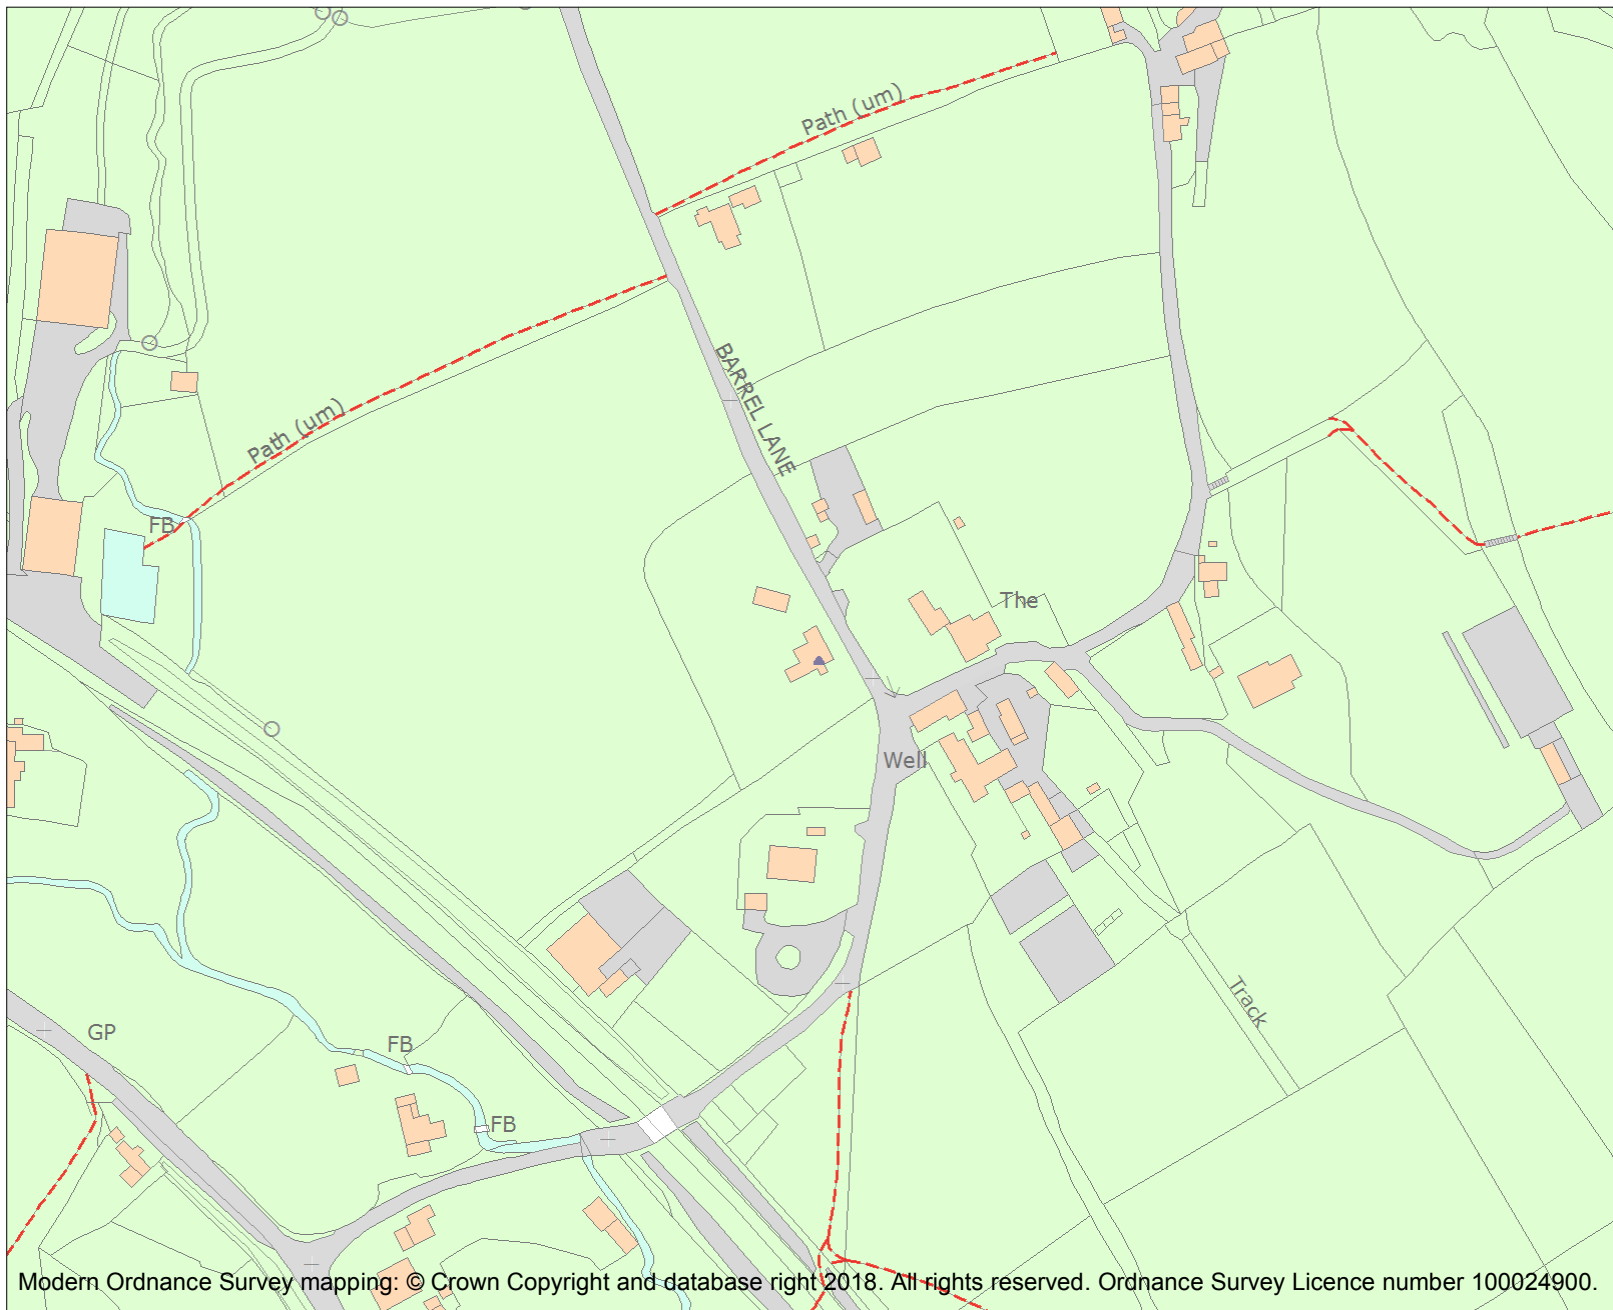 Path (um)
BARREL LANE
Path (um)
FB
The
Well
Track
GP
FB
FB
Modern Ordnance Survey mapping: © Crown Copyright and database right 2018. All rights reserved. Ordnance Survey Licence number 100024900.